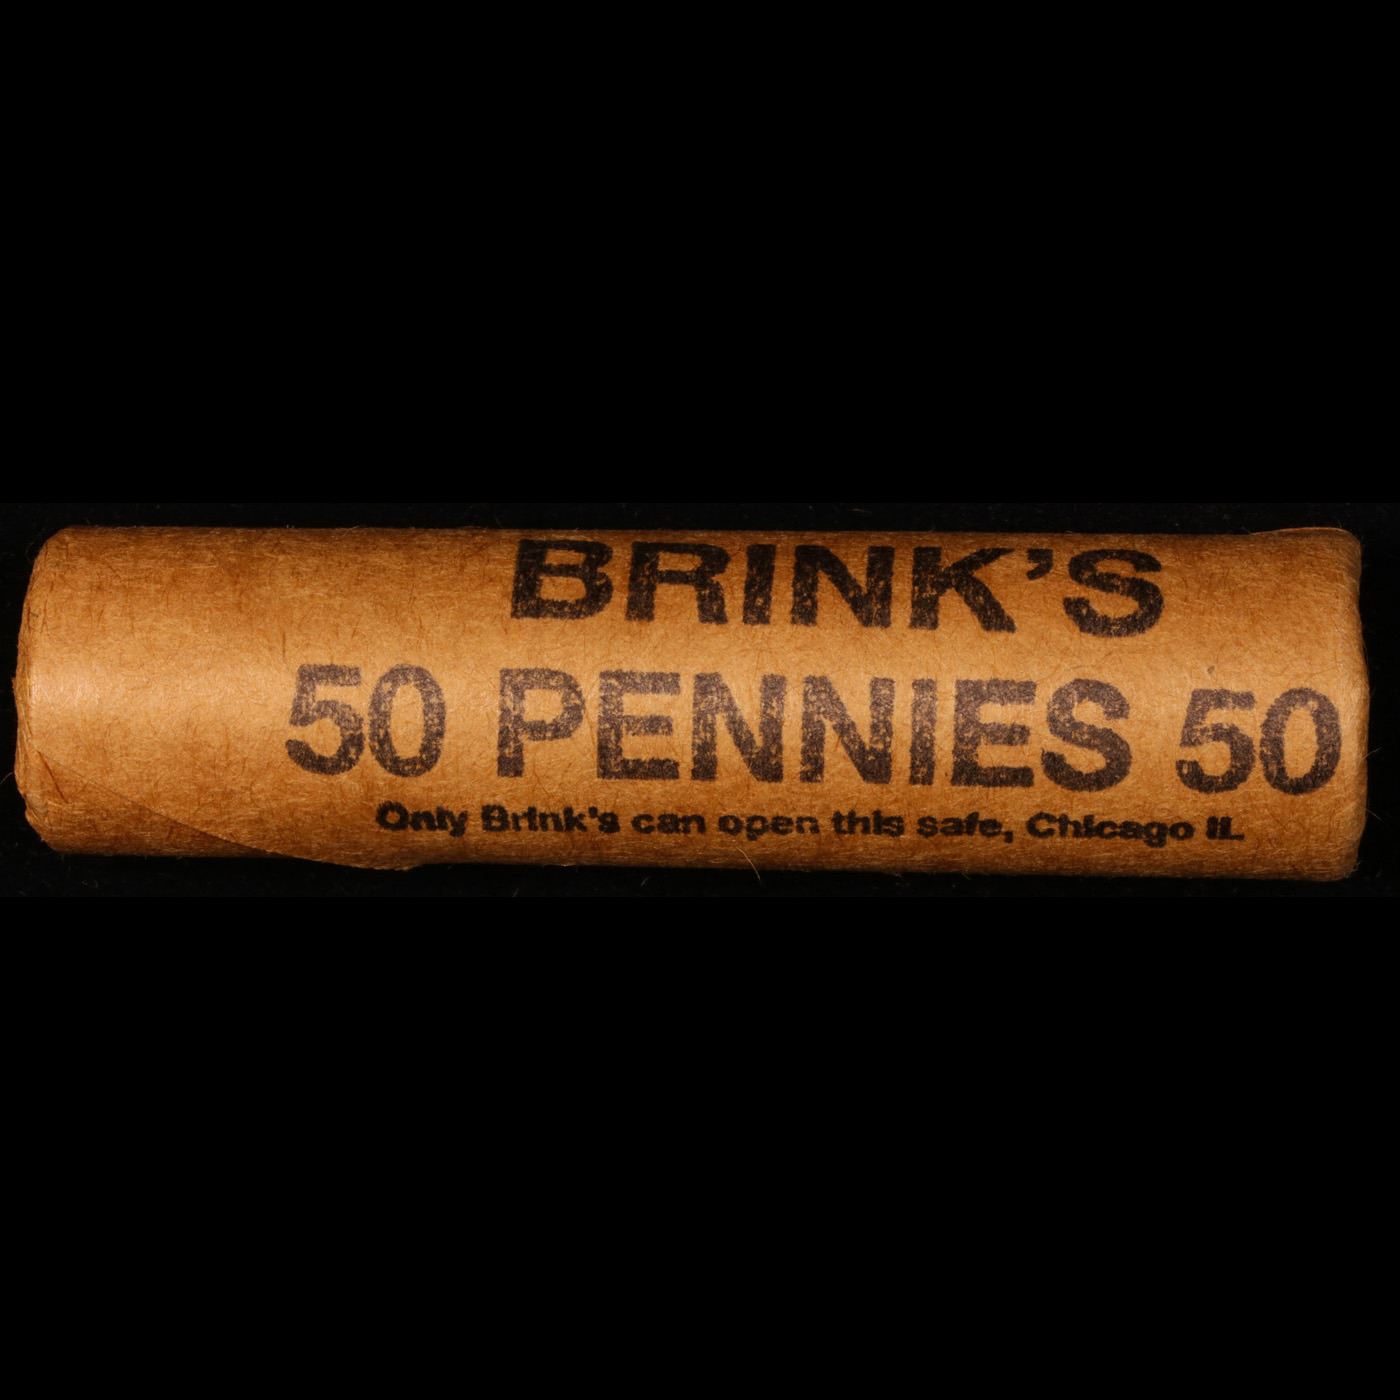 BRINK'S
50 PENNIES 50
Only Brink's can open this safe, Chicago IL